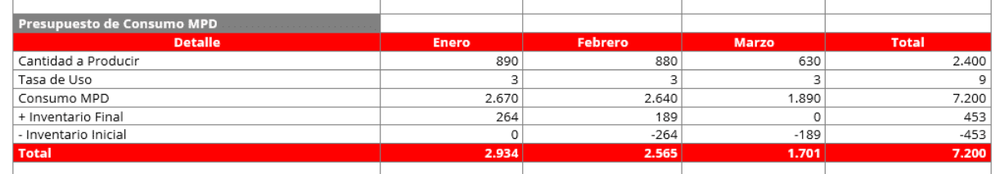 Presupuesto de Consumo MPD
Detalle Enero Febrero Marzo Total
Cantidad a Producir 890 880 630 2.400
Tasa de Uso 3 3 3 9
Consumo MPD 2.670 2.640 1.890 7.200
+ Inventario Final 264 189 0 453
- Inventario Inicial 0 -264 -189 -453
Total 2.934 2.565 1.701 7.200